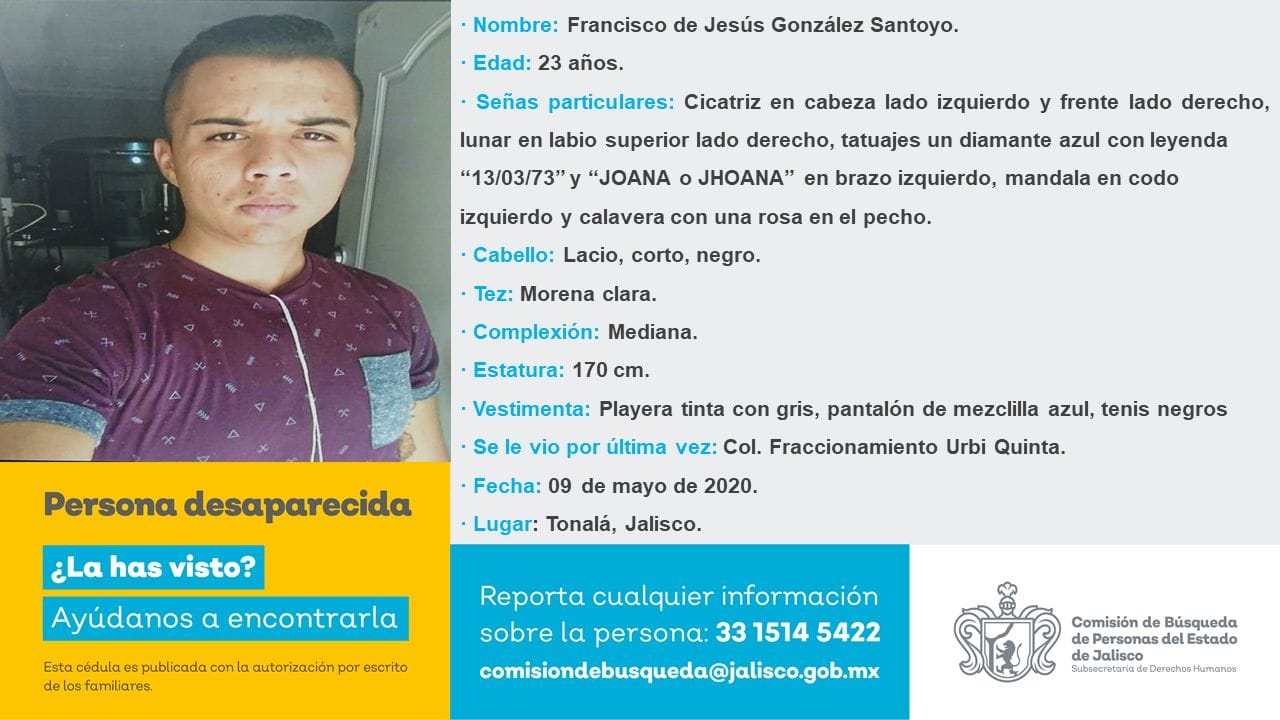 · Nombre: Francisco de Jesús González Santoyo.
· Edad: 23 años.
· Señas particulares: Cicatriz en cabeza lado izquierdo y frente lado derecho,
lunar en labio superior lado derecho, tatuajes un diamante azul con leyenda
“13/03/73” y “JOANA o JHOANA” en brazo izquierdo, mandala en codo
izquierdo y calavera con una rosa en el pecho.
· Cabello: Lacio, corto, negro.
· Tez: Morena clara.
· Complexión: Mediana.
· Estatura: 170 cm.
· Vestimenta: Playera tinta con gris, pantalón de mezclilla azul, tenis negros
· Se le vio por última vez: Col. Fraccionamiento Urbi Quinta.
· Fecha: 09 de mayo de 2020.
· Lugar: Tonalá, Jalisco.
Persona desaparecida
¿La has visto?
Ayúdanos a encontrarla
Esta cédula es publicada con la autorización por escrito
de los familiares.
Reporta cualquier información
sobre la persona: 33 1514 5422
comisiondebusqueda@jalisco.gob.mx
Comisión de Búsqueda
de Personas del Estado
de Jalisco
Subsecretaría de Derechos Humanos